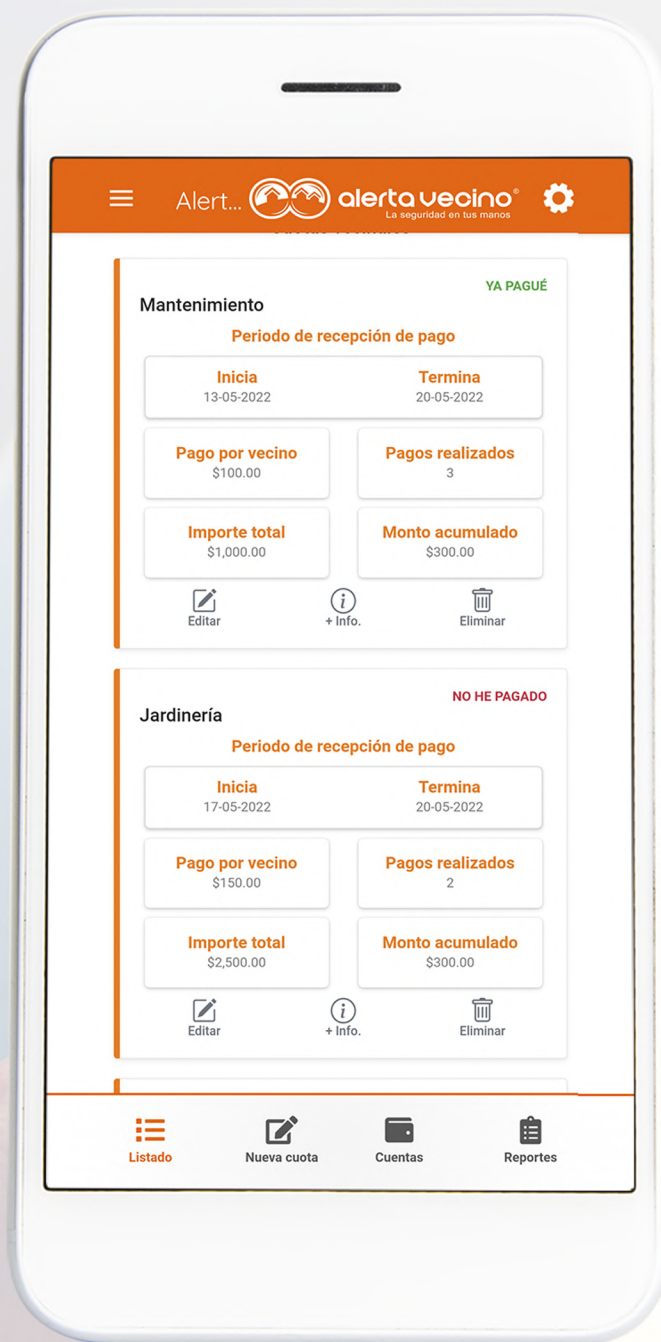 Alert...
alerta vecino®
La seguridad en tus manos
YA PAGUÉ
Mantenimiento
Periodo de recepción de pago
Inicia Termina
13-05-2022 20-05-2022
Pago por vecino Pagos realizados
$100.00 3
Importe total Monto acumulado
$1,000.00 $300.00
Editar + Info. Eliminar
NO HE PAGADO
Jardinería
Periodo de recepción de pago
Inicia Termina
17-05-2022 20-05-2022
Pago por vecino Pagos realizados
$150.00 2
Importe total Monto acumulado
$2,500.00 $300.00
Editar + Info. Eliminar
Listado Nueva cuota Cuentas Reportes